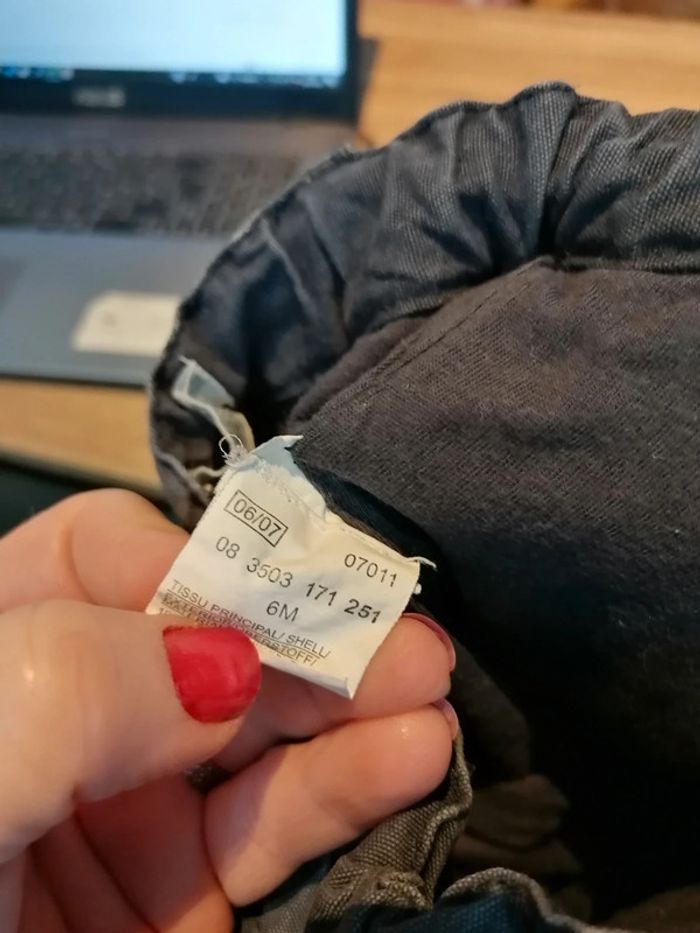 06/07
07011
08 3503 171 251
6M
TISSU PRINCIPAL/ SHELL/